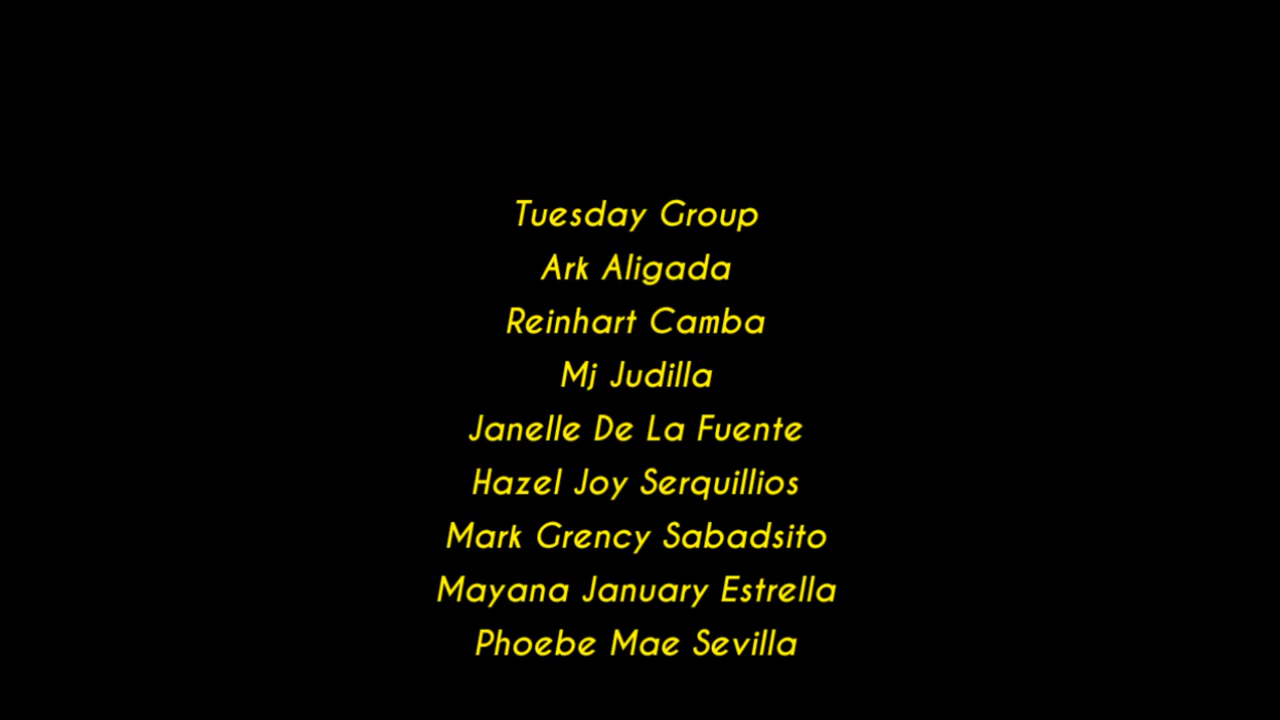 Tuesday Group
Ark Aligada
Reinhart Camba
Mj Judilla
Janelle De La Fuente
Hazel Joy Serquillios
Mark Grency Sabadsito
Mayana January Estrella
Phoebe Mae Sevilla